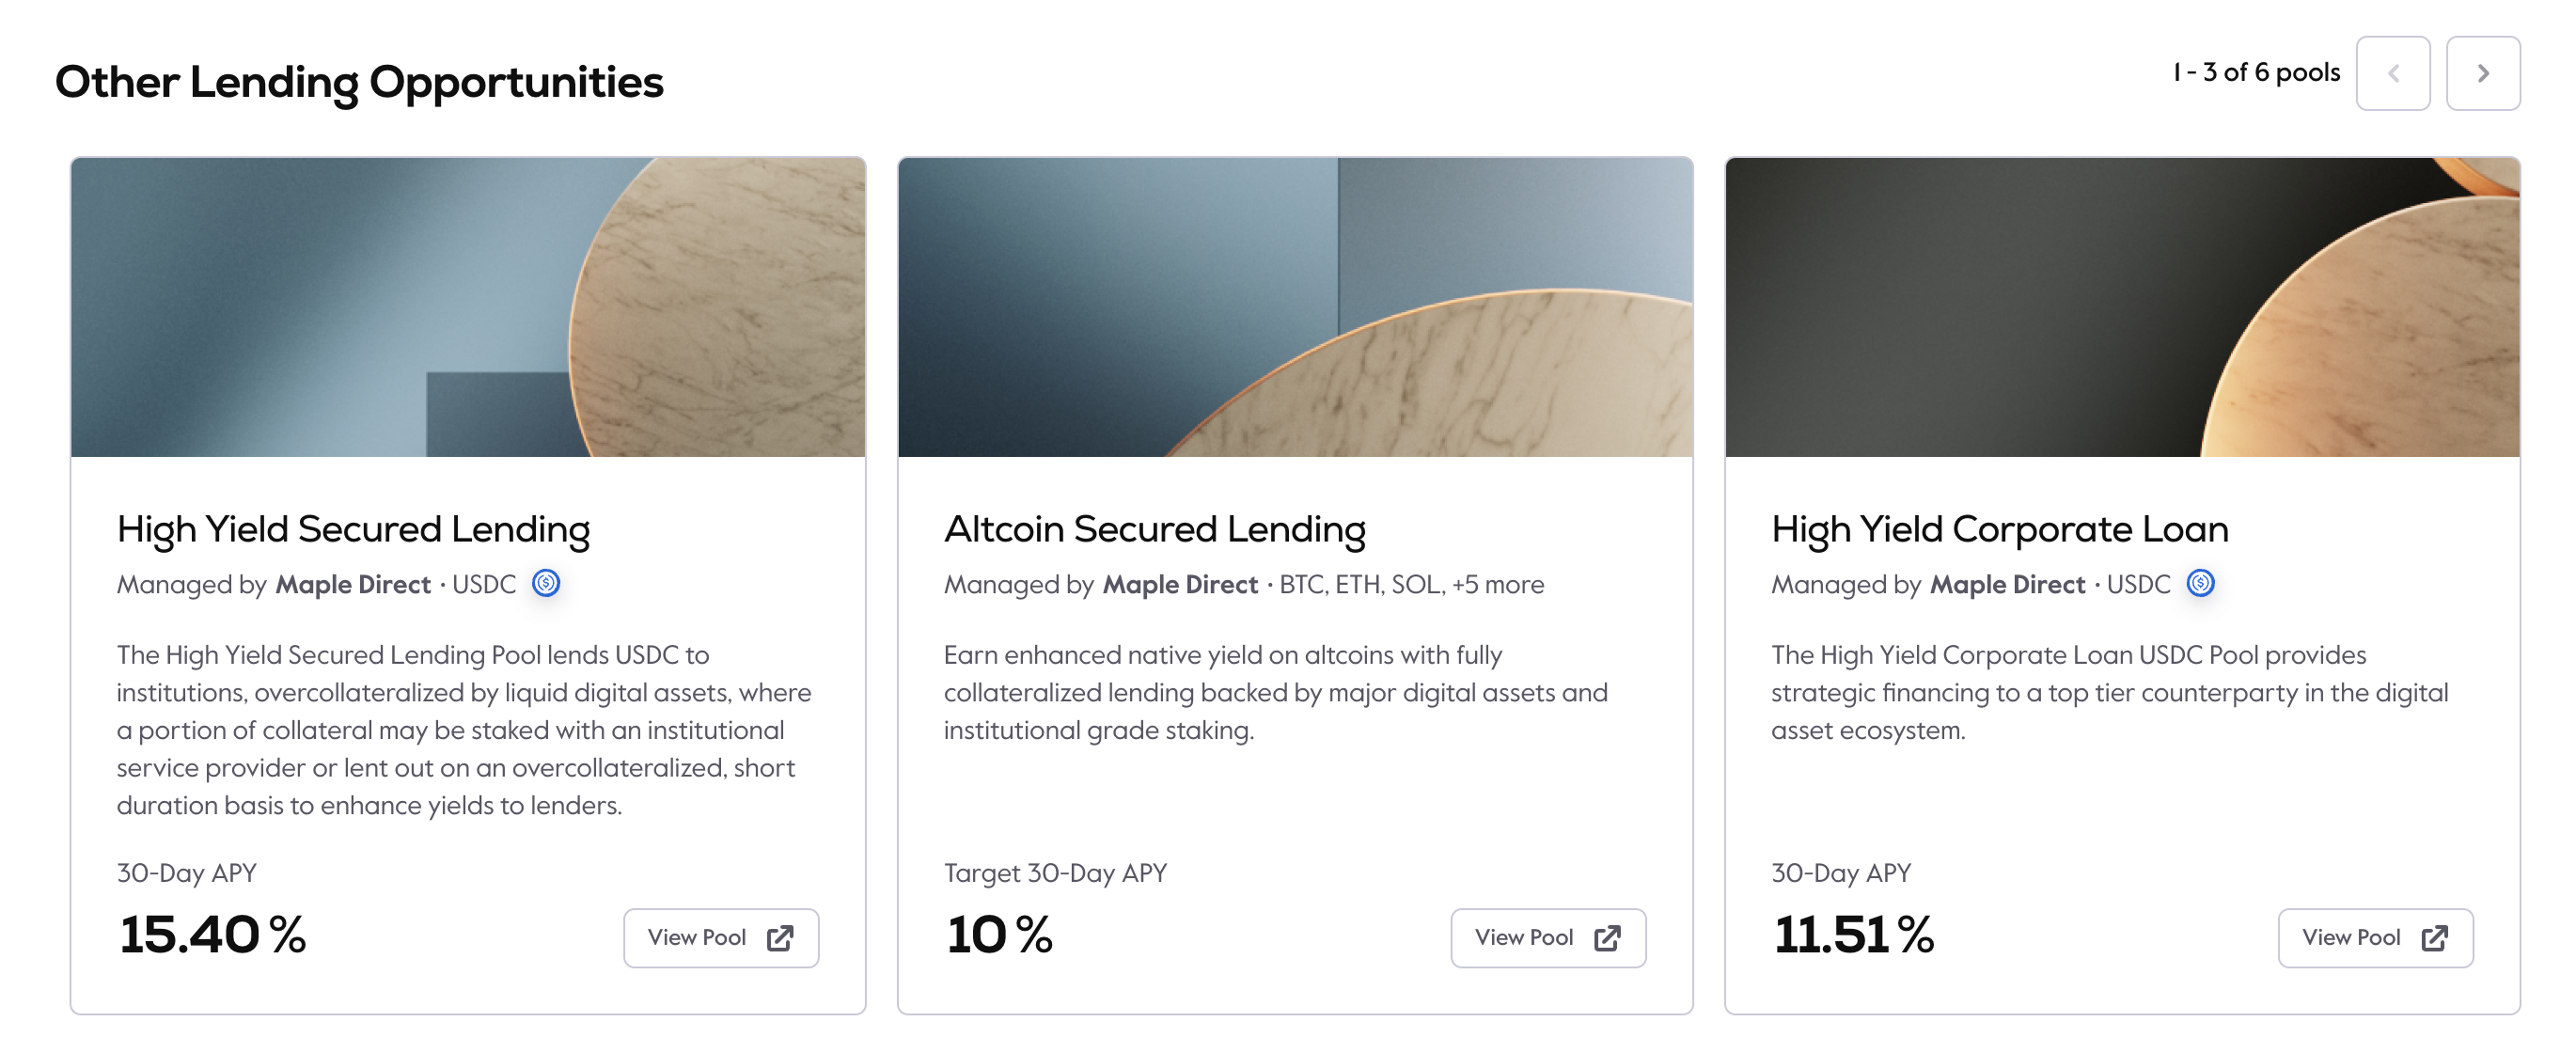 Other Lending Opportunities
1 - 3 of 6 pools
High Yield Secured Lending
Managed by Maple Direct · USDC
The High Yield Secured Lending Pool lends USDC to
institutions, overcollateralized by liquid digital assets, where
a portion of collateral may be staked with an institutional
service provider or lent out on an overcollateralized, short
duration basis to enhance yields to lenders.
30-Day APY
15.40 %
View Pool
Altcoin Secured Lending
Managed by Maple Direct · BTC, ETH, SOL, +5 more
Earn enhanced native yield on altcoins with fully
collateralized lending backed by major digital assets and
institutional grade staking.
Target 30-Day APY
10 %
View Pool
High Yield Corporate Loan
Managed by Maple Direct · USDC
The High Yield Corporate Loan USDC Pool provides
strategic financing to a top tier counterparty in the digital
asset ecosystem.
30-Day APY
11.51 %
View Pool